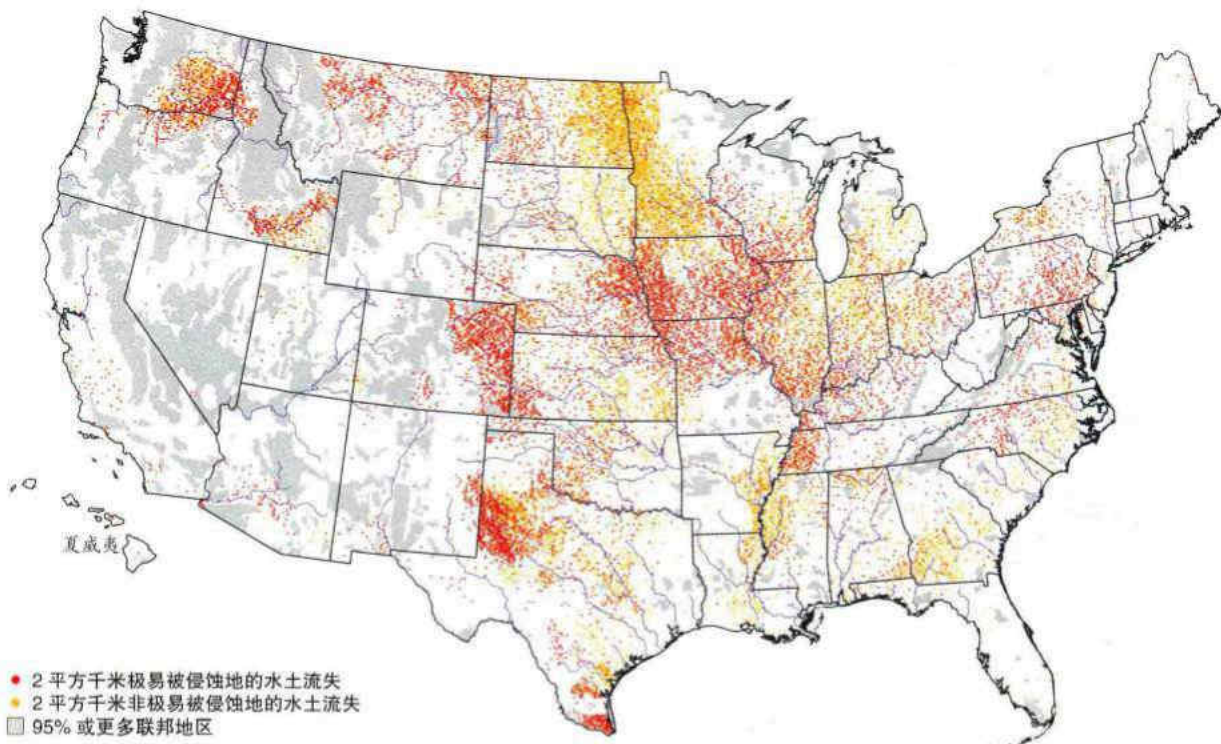 夏威夷
2 平方千米极易被侵蚀地的水土流失
2 平方千米非极易被侵蚀地的水土流失
95% 或更多联邦地区